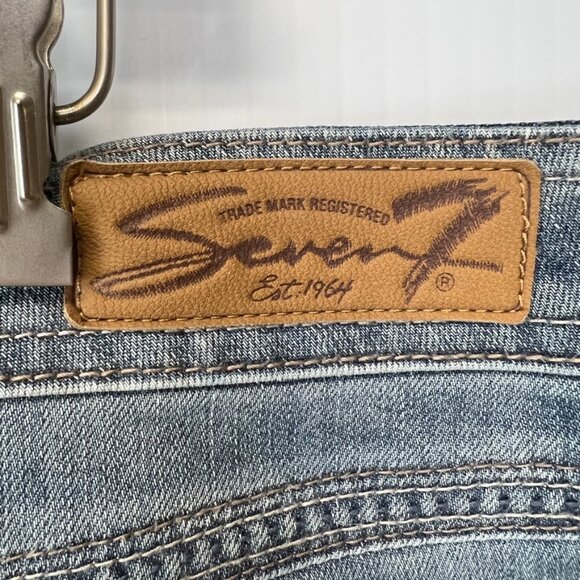 TRADE MARK REGISTERED
Seven7®
Est. 1964